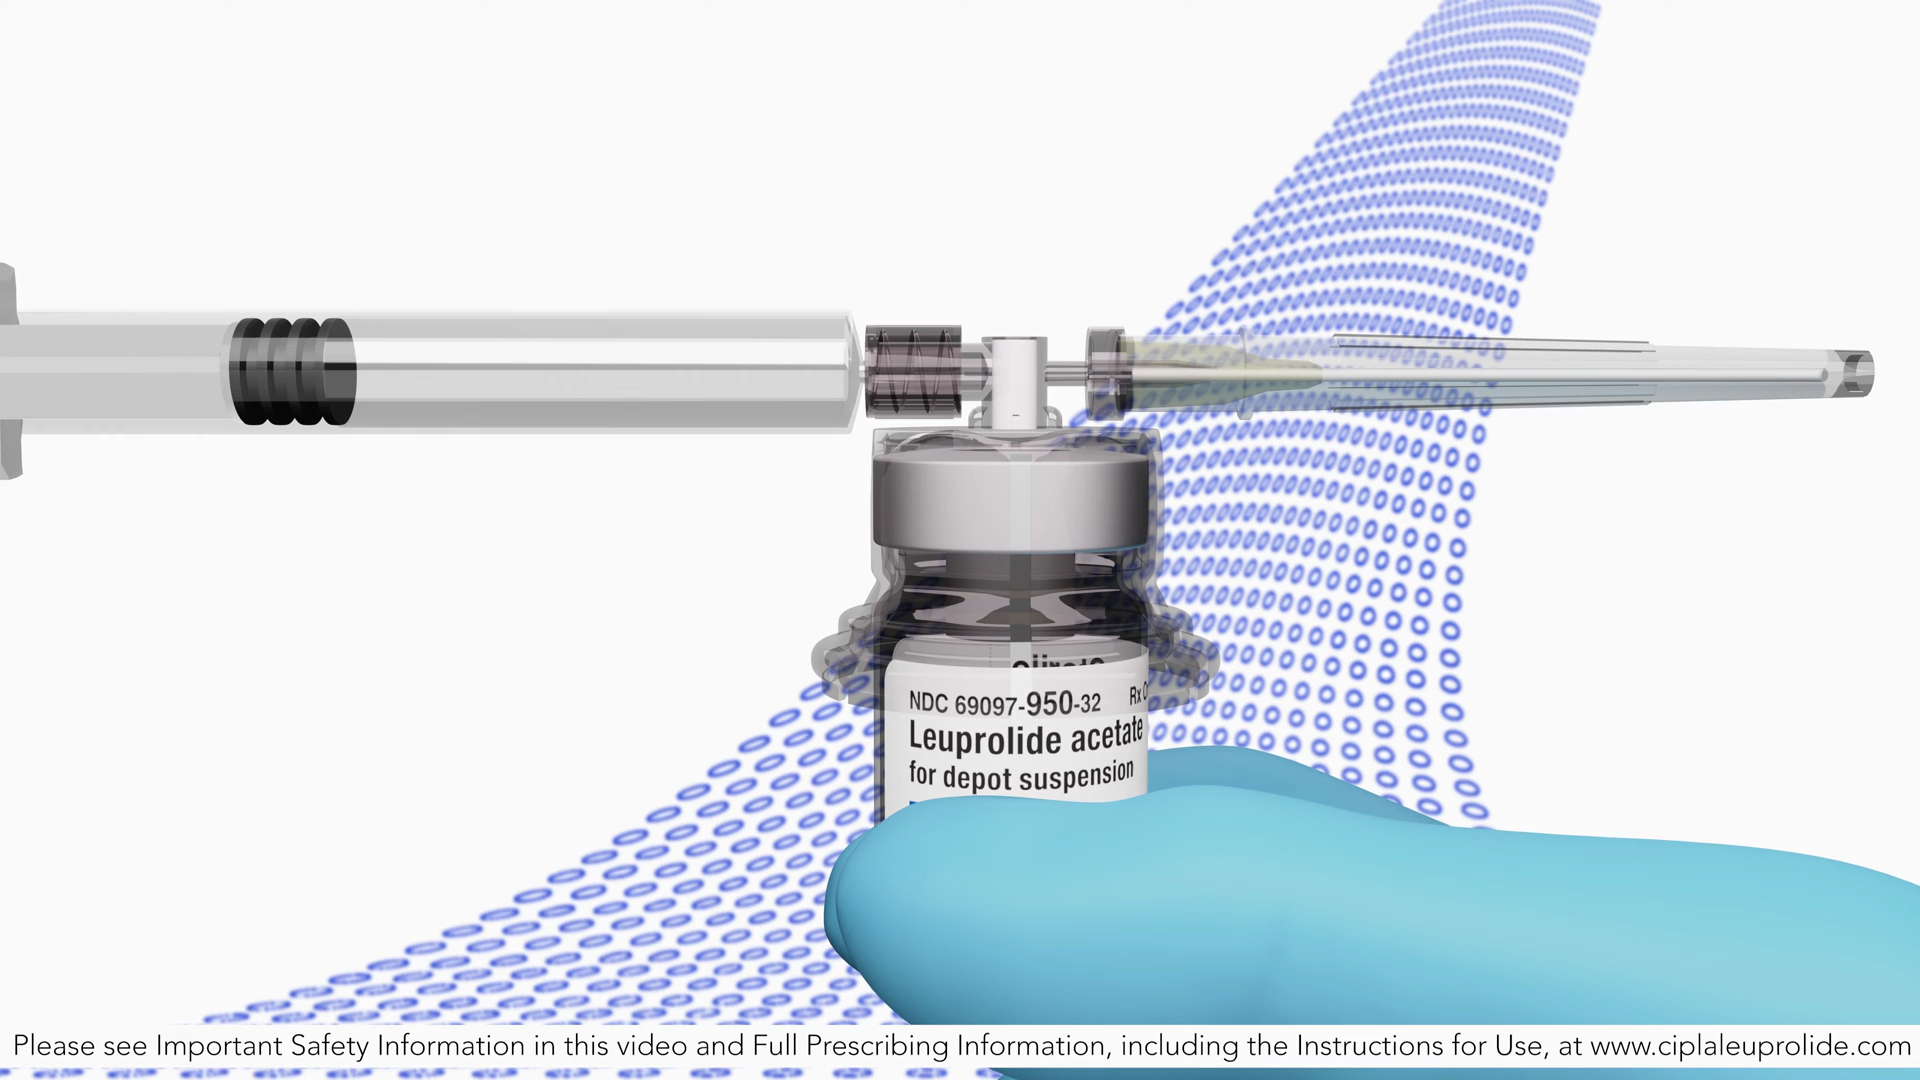 NDC 69097-950-32
Rx
Leuprolide acetate
for depot suspension
Please see Important Safety Information in this video and Full Prescribing Information, including the Instructions for Use, at www.ciplaleuprolide.com